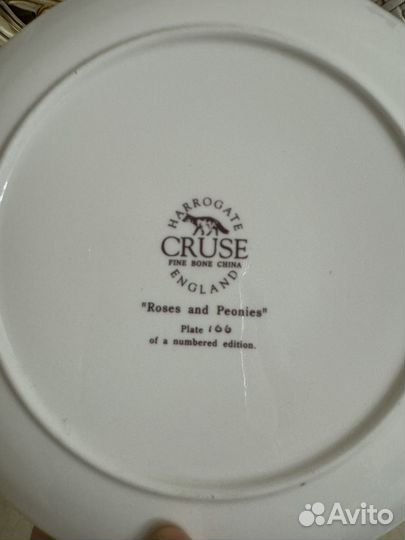 HARROGATE
CRUSE
FINE BONE CHINA
ENGLAND
"Roses and Peonies"
Plate 166
of a numbered edition.
Avito